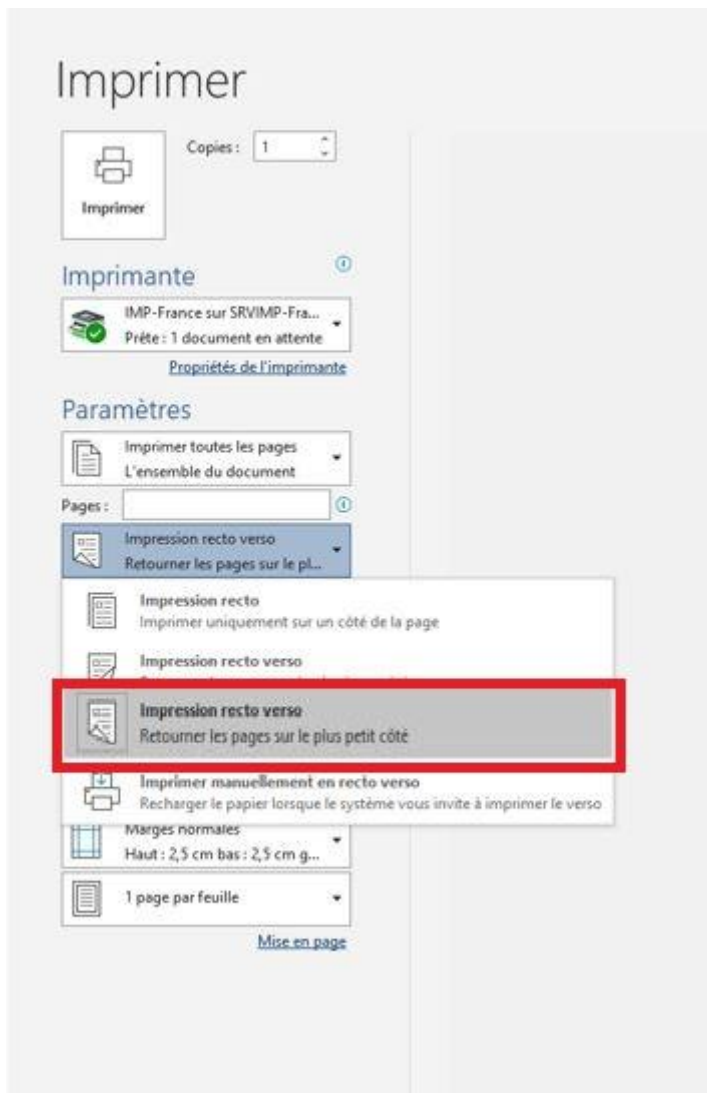 Imprimer
Copies : 1
Imprimer
Imprimante
IMP-France sur SRVIMP-Fra...
Prête : 1 document en attente
Propriétés de l'imprimante
Paramètres
Imprimer toutes les pages
L'ensemble du document
Pages :
Impression recto verso
Retourner les pages sur le pl...
Impression recto
Imprimer uniquement sur un côté de la page
Impression recto verso
Impression recto verso
Retourner les pages sur le plus petit côté
Imprimer manuellement en recto verso
Recharger le papier lorsque le système vous invite à imprimer le verso
Marges normales
Haut : 2,5 cm bas : 2,5 cm g...
1 page par feuille
Mise en page